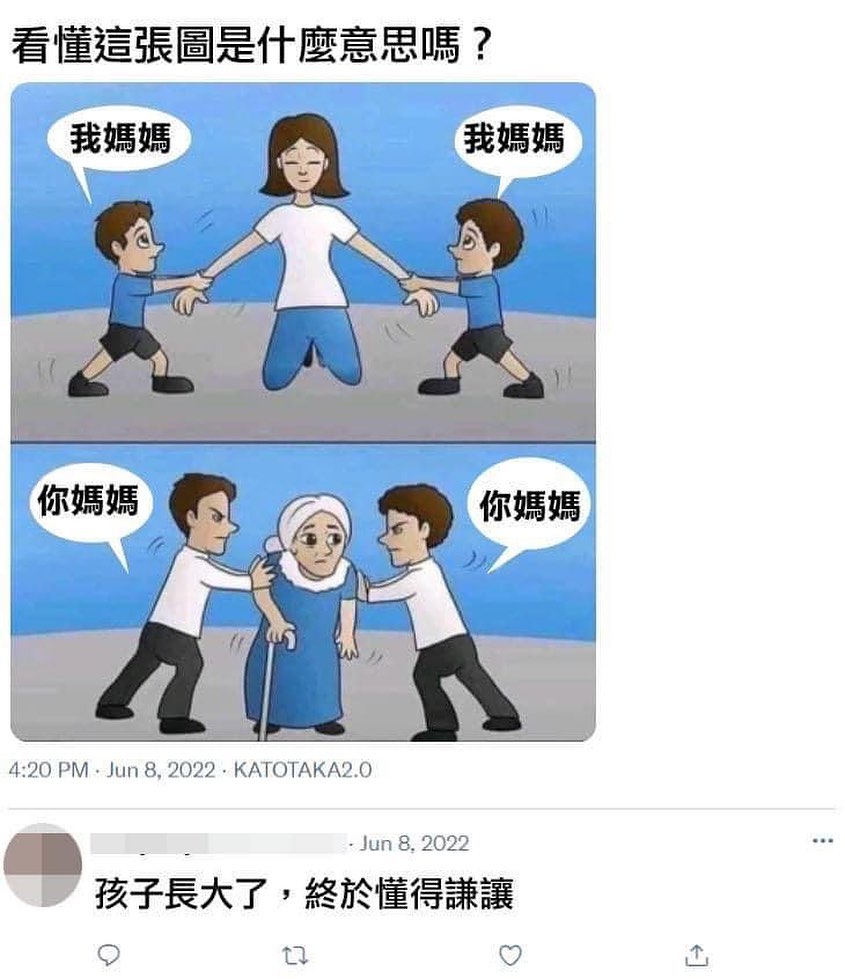 看懂這張圖是什麼意思嗎？
我媽媽
我媽媽
你媽媽
你媽媽
4:20 PM · Jun 8, 2022 · KATOTAKA2.0
· Jun 8, 2022
孩子長大了，終於懂得謙讓